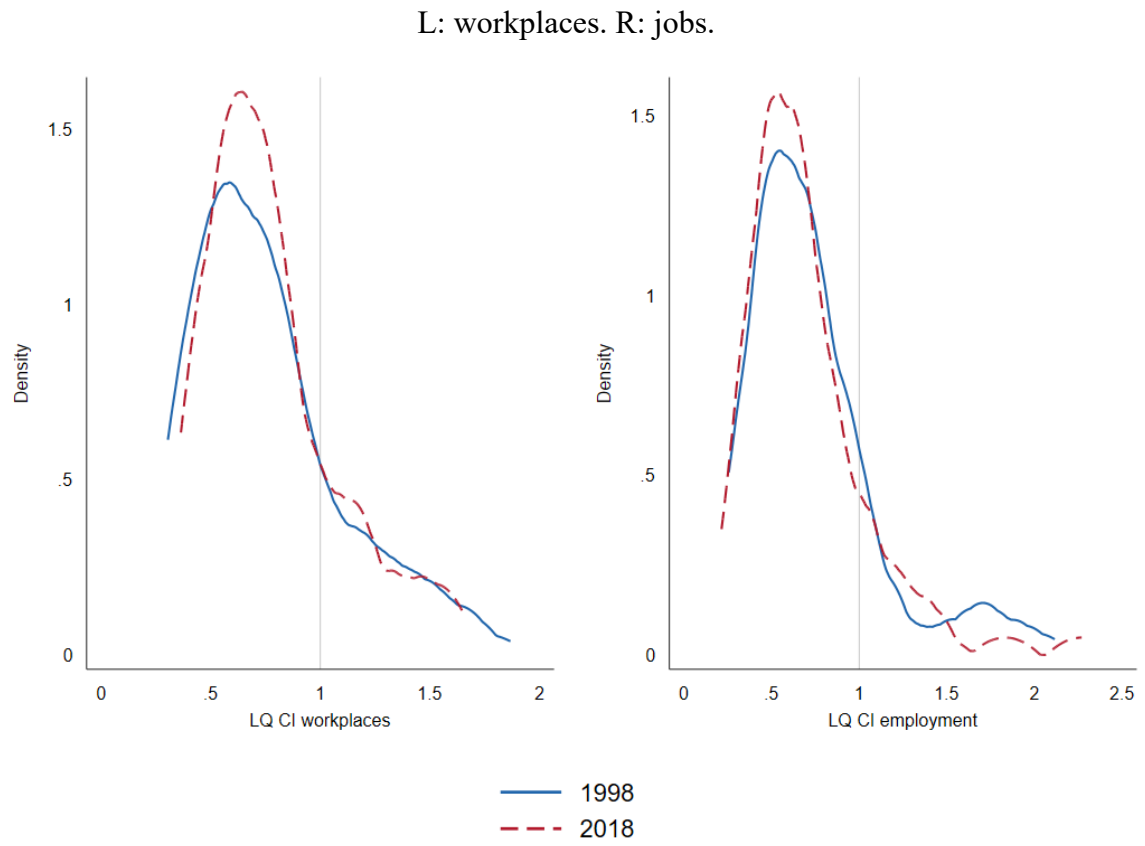 L: workplaces. R: jobs.
Density
1.5
1
.5
0
0 .5 1 1.5 2
LQ CI workplaces
Density
1.5
1
.5
0
0 .5 1 1.5 2 2.5
LQ CI employment
1998
2018